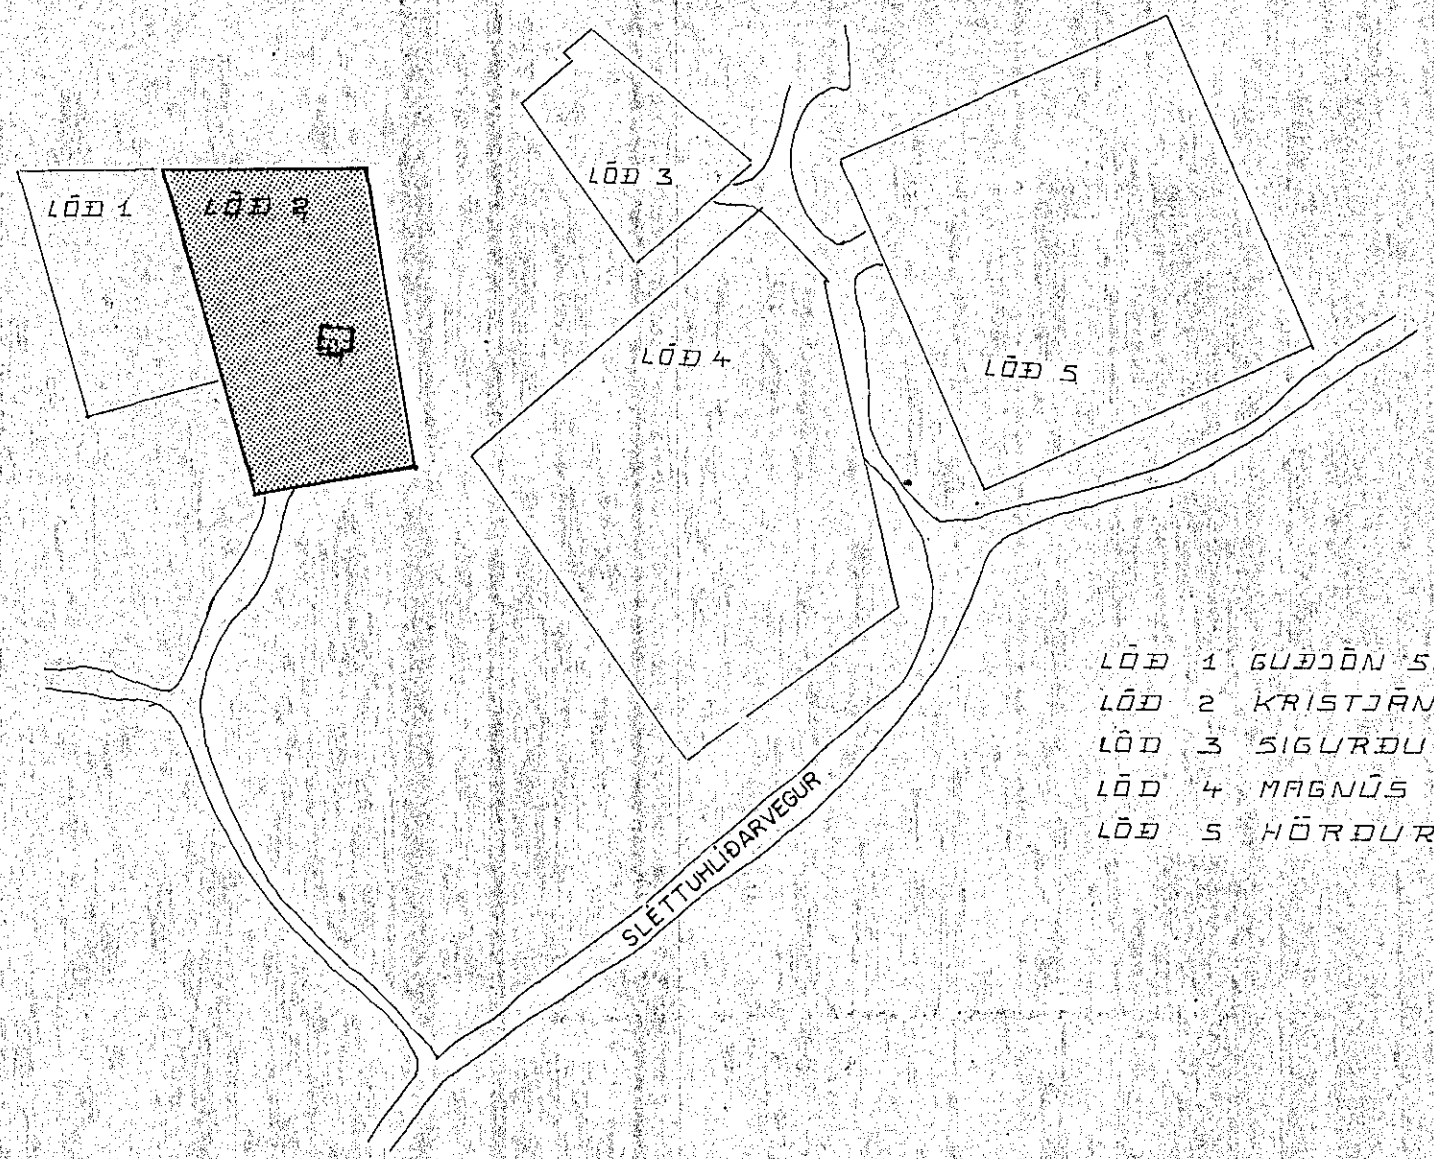 LÓÐ 1
LÓÐ 2
LÓÐ 3
LÓÐ 4
LÓÐ 5
LÓÐ 1 GUÐJÓN S
LÓÐ 2 KRISTJÁN
LÓÐ 3 SIGURÐU
LÓÐ 4 MAGNÚS
LÓÐ 5 HÖRÐUR
SLÉTTUHLÍÐARVEGUR